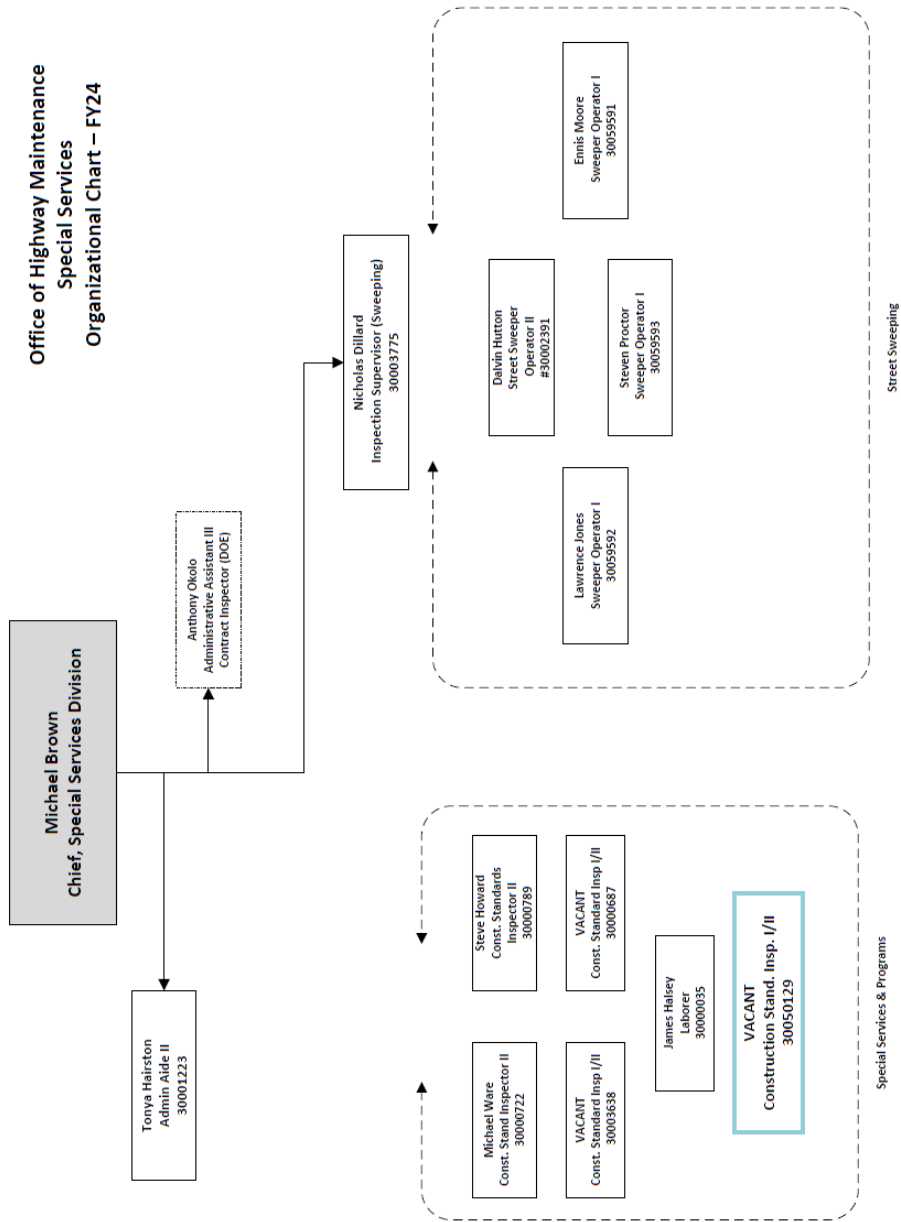 Office of Highway Maintenance
Special Services
Organizational Chart – FY24
Michael Brown
Chief, Special Services Division
Tonya Hairston
Admin Aide II
30001223
Anthony Okolo
Administrative Assistant III
Contract Inspector (DOE)
Nicholas Dillard
Inspection Supervisor (Sweeping)
30003775
Michael Ware
Const. Stand Inspector II
30000722
Steve Howard
Const. Standards
Inspector II
30000789
VACANT
Const. Standard Insp I/II
30003638
VACANT
Const. Standard Insp I/II
30000687
James Halsey
Laborer
30000035
VACANT
Construction Stand. Insp. I/II
30050129
Special Services & Programs
Dalvin Hutton
Street Sweeper
Operator II
#30002391
Lawrence Jones
Sweeper Operator I
30059592
Ennis Moore
Sweeper Operator I
30059591
Steven Proctor
Sweeper Operator I
30059593
Street Sweeping